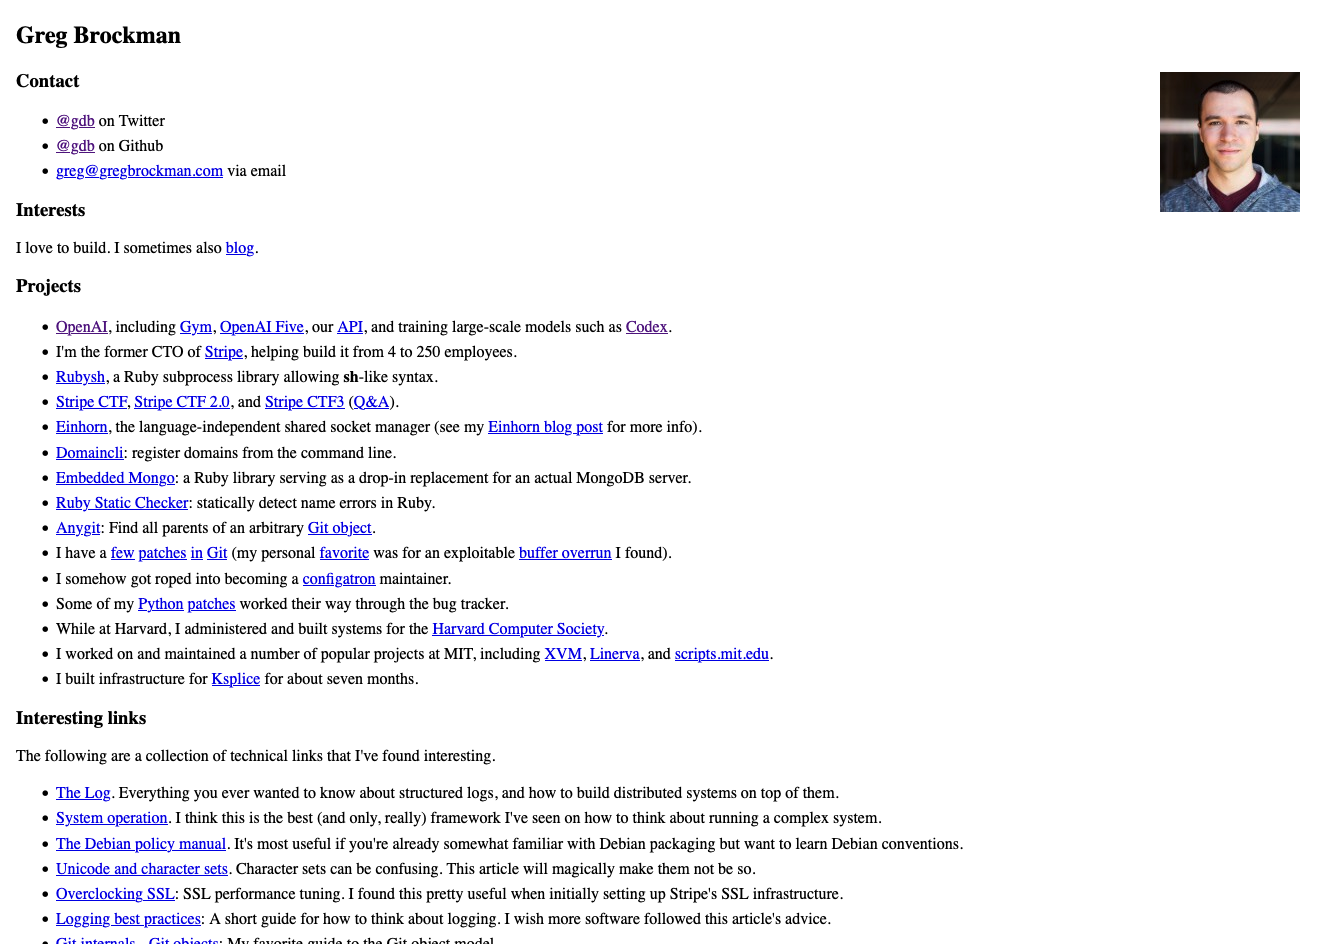 Greg Brockman
Contact
@gdb on Twitter
@gdb on Github
greg@gregbrockman.com via email
Interests
I love to build. I sometimes also blog.
Projects
OpenAI, including Gym, OpenAI Five, our API, and training large-scale models such as Codex.
I'm the former CTO of Stripe, helping build it from 4 to 250 employees.
Rubysh, a Ruby subprocess library allowing sh-like syntax.
Stripe CTF, Stripe CTF 2.0, and Stripe CTF3 (Q&A).
Einhorn, the language-independent shared socket manager (see my Einhorn blog post for more info).
Domaincli: register domains from the command line.
Embedded Mongo: a Ruby library serving as a drop-in replacement for an actual MongoDB server.
Ruby Static Checker: statically detect name errors in Ruby.
Anygit: Find all parents of an arbitrary Git object.
I have a few patches in Git (my personal favorite was for an exploitable buffer overrun I found).
I somehow got roped into becoming a configatron maintainer.
Some of my Python patches worked their way through the bug tracker.
While at Harvard, I administered and built systems for the Harvard Computer Society.
I worked on and maintained a number of popular projects at MIT, including XVM, Linerva, and scripts.mit.edu.
I built infrastructure for Ksplice for about seven months.
Interesting links
The following are a collection of technical links that I've found interesting.
The Log. Everything you ever wanted to know about structured logs, and how to build distributed systems on top of them.
System operation. I think this is the best (and only, really) framework I've seen on how to think about running a complex system.
The Debian policy manual. It's most useful if you're already somewhat familiar with Debian packaging but want to learn Debian conventions.
Unicode and character sets. Character sets can be confusing. This article will magically make them not be so.
Overclocking SSL: SSL performance tuning. I found this pretty useful when initially setting up Stripe's SSL infrastructure.
Logging best practices: A short guide for how to think about logging. I wish more software followed this article's advice.
Git internals - Git objects: My favorite guide to the Git object model.